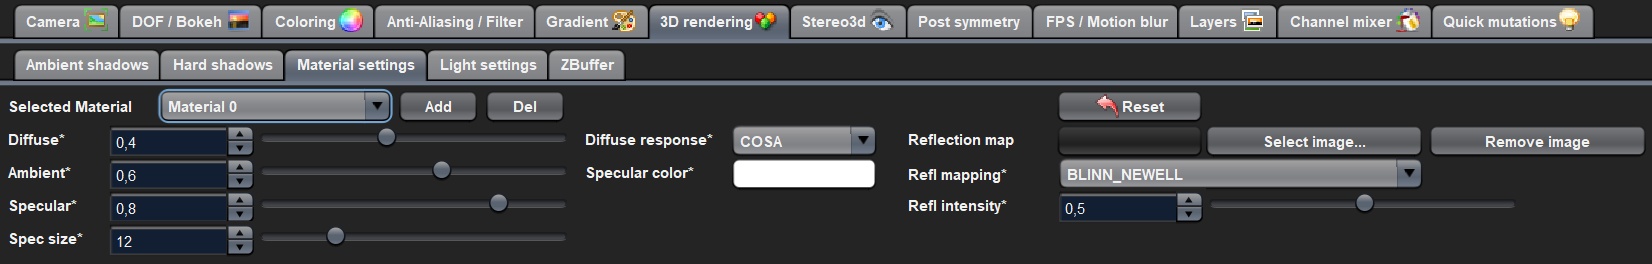 Camera DOF / Bokeh Coloring Anti-Aliasing / Filter Gradient 3D rendering Stereo3d Post symmetry FPS / Motion blur Layers Channel mixer Quick mutations
Ambient shadows Hard shadows Material settings Light settings ZBuffer
Selected Material Material 0 Add Del Reset
Diffuse* 0,4 Diffuse response* COSA Reflection map Select image... Remove image
Ambient* 0,6 Specular color* Refl mapping* BLINN_NEWELL
Specular* 0,8 Refl intensity* 0,5
Spec size* 12